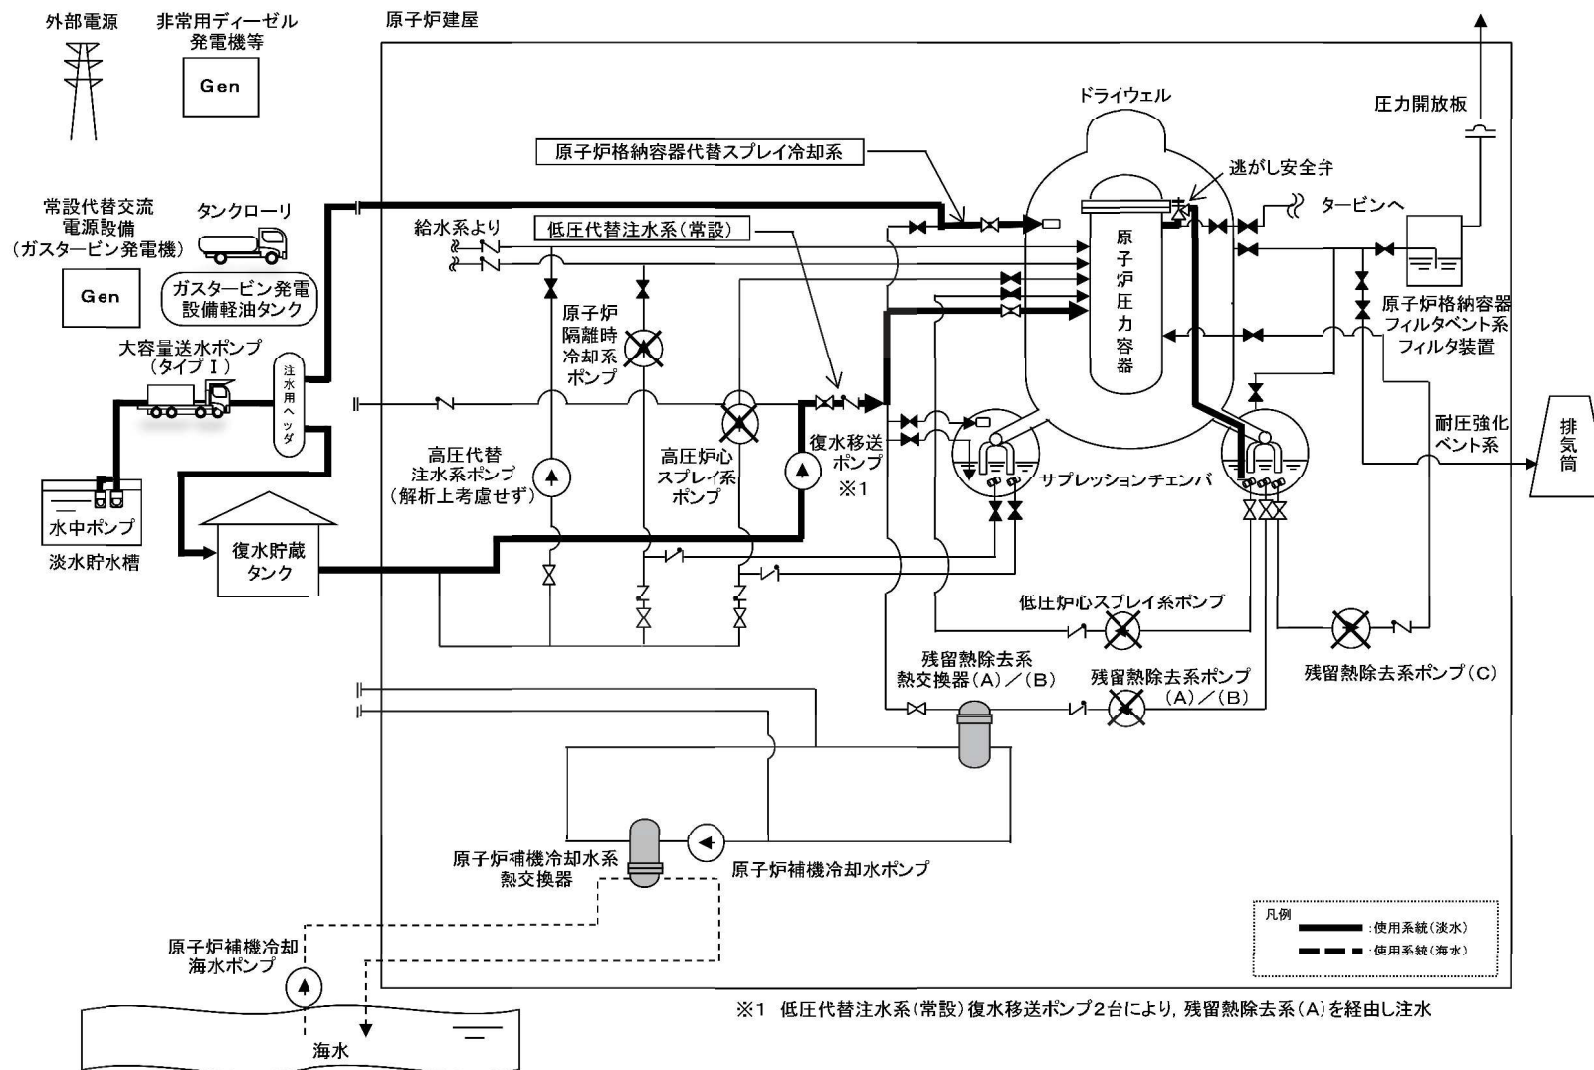 外部電源
非常用ディーゼル
発電機等
Gen
原子炉建屋
ドライウェル
圧力開放板
原子炉格納容器代替スプレイ冷却系
逃がし安全弁
常設代替交流
電源設備
(ガスタービン発電機)
Gen
タンクローリ
ガスタービン発電
設備軽油タンク
給水系より
低圧代替注水系(常設)
タービンへ
原子炉圧力容器
原子炉格納容器
フィルタベント系
フィルタ装置
原子炉
隔離時
冷却系
ポンプ
大容量送水ポンプ
(タイプⅠ)
注水用ヘッダ
高圧代替
注水系ポンプ
(解析上考慮せず)
高圧炉心
スプレイ系
ポンプ
復水移送
ポンプ
※1
サプレッションチェンバ
耐圧強化
ベント系
排気筒
水中ポンプ
淡水貯水槽
復水貯蔵
タンク
低圧炉心スプレイ系ポンプ
残留熱除去系
熱交換器(A)/(B)
残留熱除去系ポンプ
(A)/(B)
残留熱除去系ポンプ(C)
原子炉補機冷却水系
熱交換器
原子炉補機冷却水ポンプ
原子炉補機冷却
海水ポンプ
海水
凡例
:使用系統(淡水)
:使用系統(海水)
※1 低圧代替注水系(常設)復水移送ポンプ2台により,残留熱除去系(A)を経由し注水